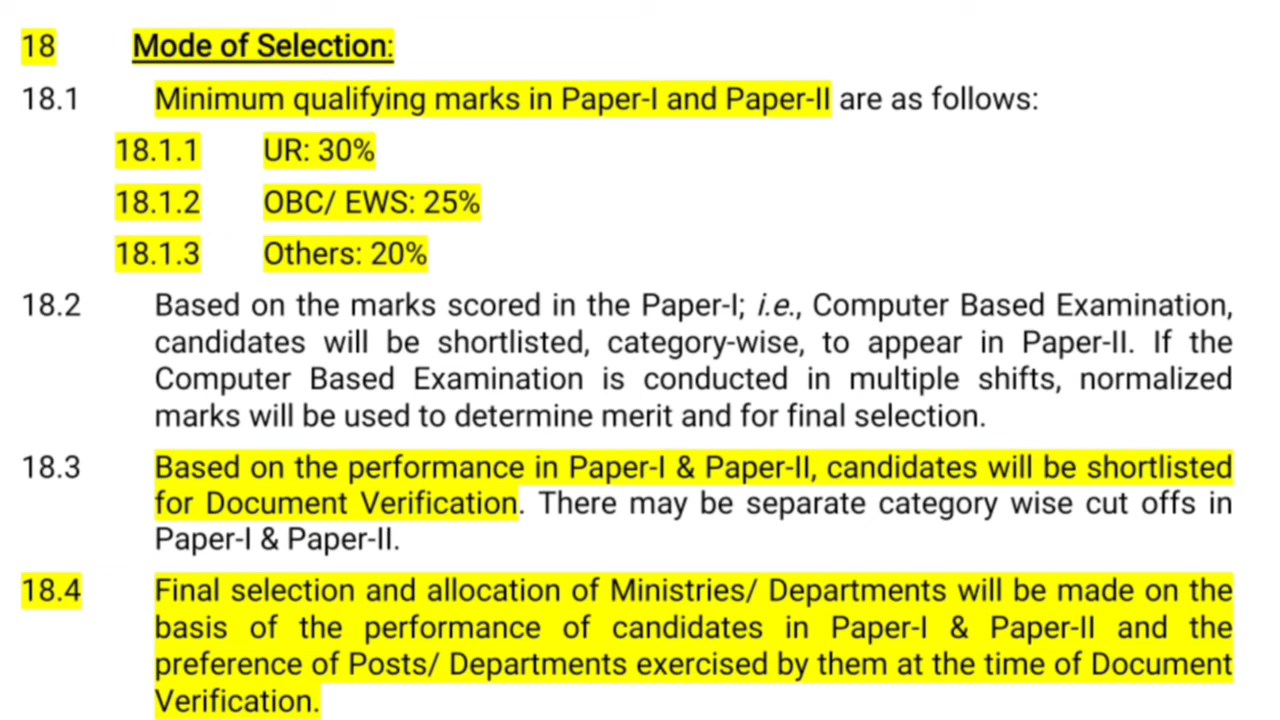 18 Mode of Selection:
18.1 Minimum qualifying marks in Paper-I and Paper-II are as follows:
18.1.1 UR: 30%
18.1.2 OBC/ EWS: 25%
18.1.3 Others: 20%
18.2 Based on the marks scored in the Paper-I; i.e., Computer Based Examination,
candidates will be shortlisted, category-wise, to appear in Paper-II. If the
Computer Based Examination is conducted in multiple shifts, normalized
marks will be used to determine merit and for final selection.
18.3 Based on the performance in Paper-I & Paper-II, candidates will be shortlisted
for Document Verification. There may be separate category wise cut offs in
Paper-I & Paper-II.
18.4 Final selection and allocation of Ministries/ Departments will be made on the
basis of the performance of candidates in Paper-I & Paper-II and the
preference of Posts/ Departments exercised by them at the time of Document
Verification.